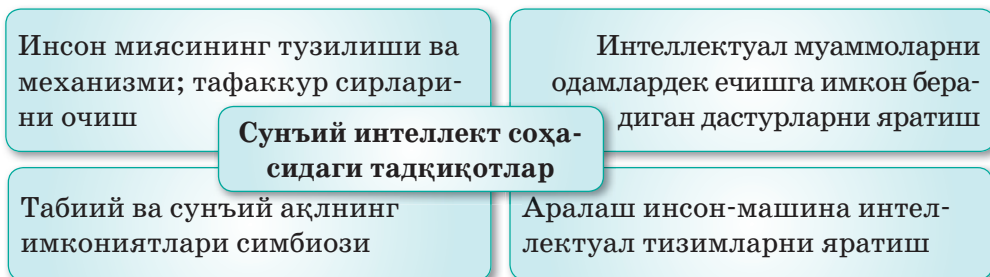 Инсон миясининг тузилиши ва
механизми; тафаккур сирлари-
ни очиш
Интеллектуал муаммоларни
одамлардек ечишга имкон бера-
диган дастурларни яратиш
Сунъий интеллект соҳа-
сидаги тадқиқотлар
Табиий ва сунъий ақлнинг
имкониятлари симбиози
Аралаш инсон-машина интел-
лектуал тизимларни яратиш